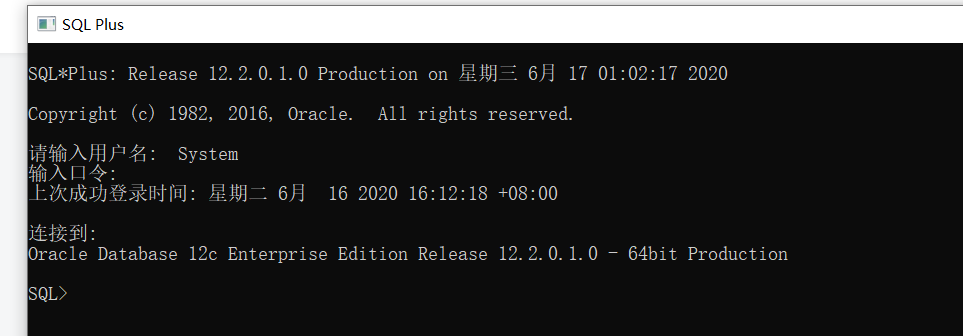 SQL Plus
SQL*Plus: Release 12.2.0.1.0 Production on 星期三 6月 17 01:02:17 2020
Copyright (c) 1982, 2016, Oracle.  All rights reserved.
请输入用户名:  System
输入口令:
上次成功登录时间: 星期二 6月  16 2020 16:12:18 +08:00
连接到:
Oracle Database 12c Enterprise Edition Release 12.2.0.1.0 - 64bit Production
SQL>